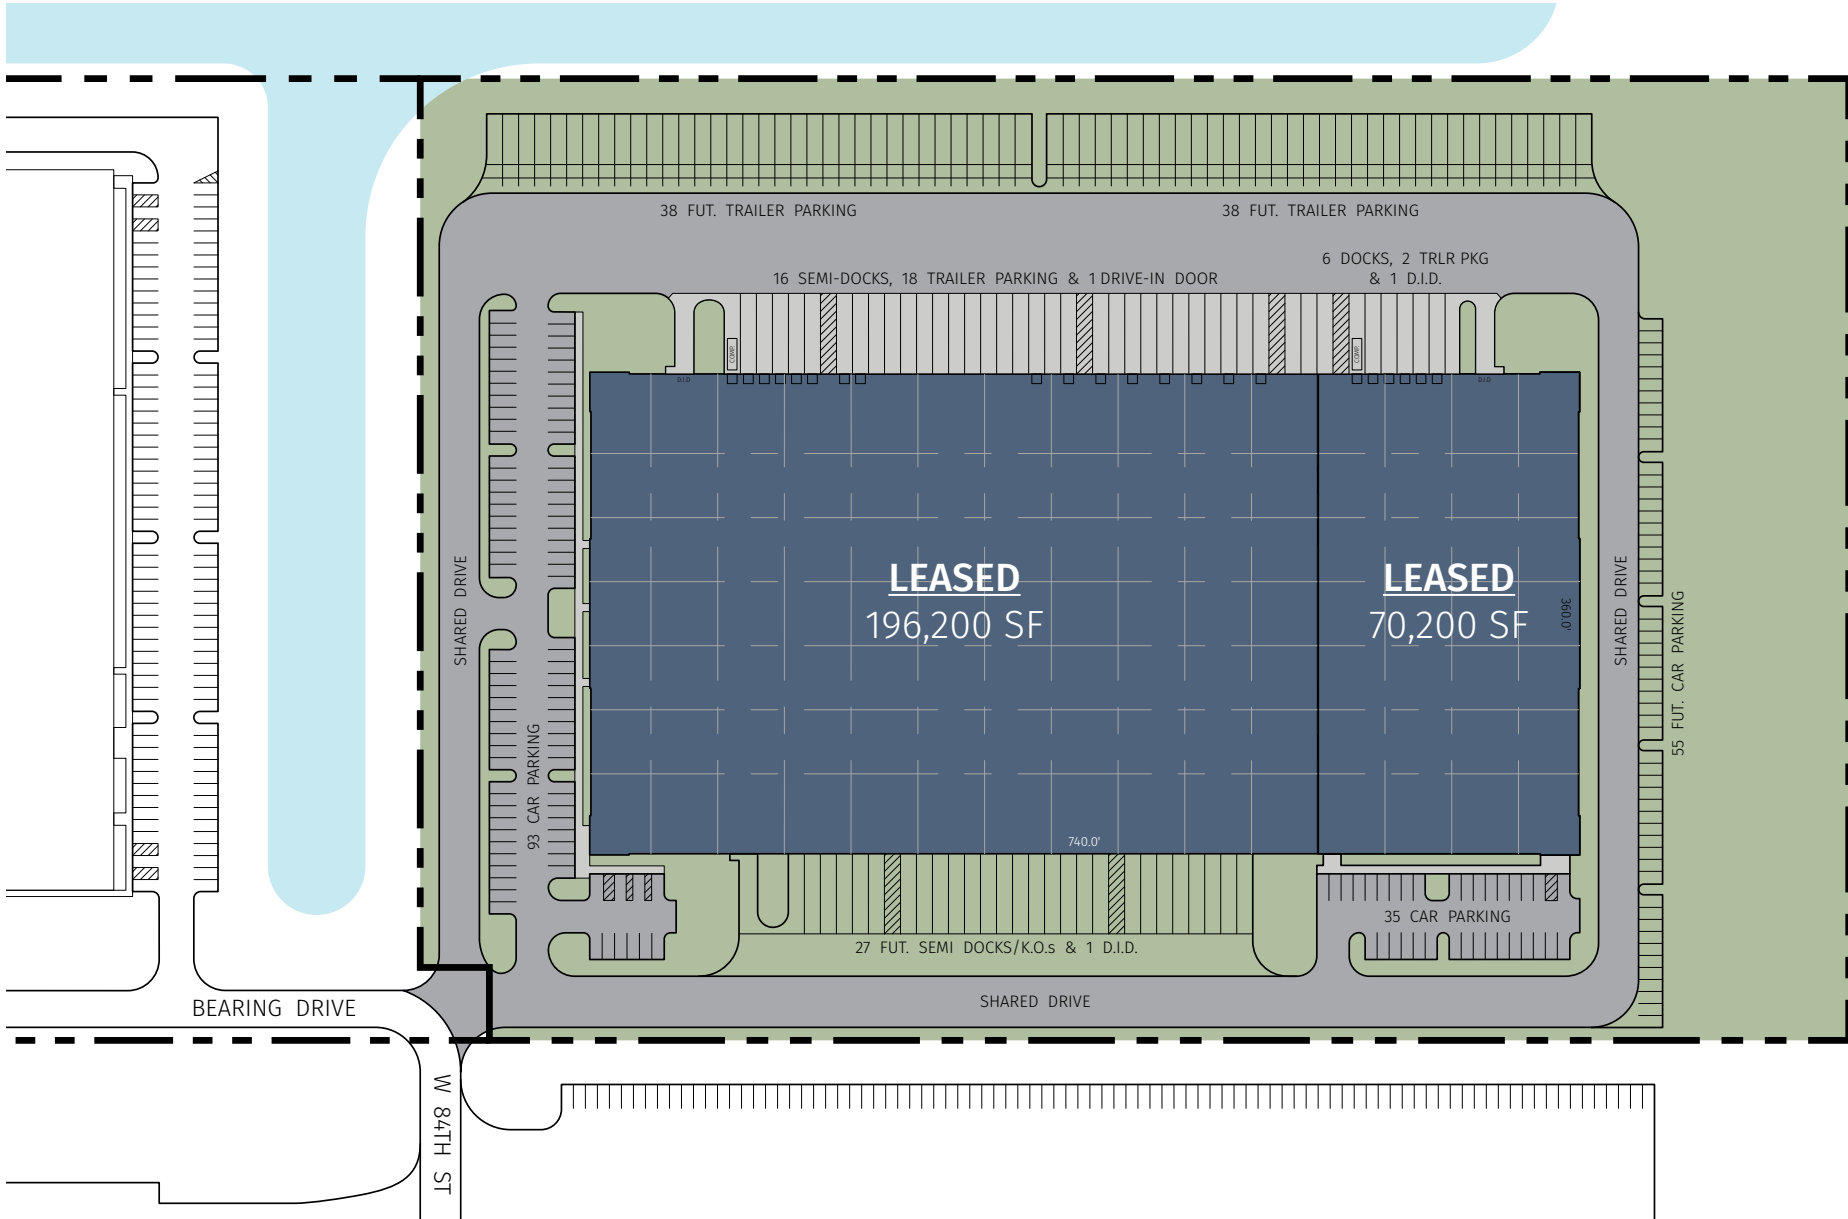 38 FUT. TRAILER PARKING
38 FUT. TRAILER PARKING
6 DOCKS, 2 TRLR PKG
& 1 D.I.D.
16 SEMI-DOCKS, 18 TRAILER PARKING & 1 DRIVE-IN DOOR
COMP.
COMP.
D.I.D
D.I.D
LEASED
196,200 SF
LEASED
70,200 SF
360.0'
SHARED DRIVE
SHARED DRIVE
55 FUT. CAR PARKING
93 CAR PARKING
740.0'
35 CAR PARKING
27 FUT. SEMI DOCKS/K.O.s & 1 D.I.D.
SHARED DRIVE
BEARING DRIVE
W 84TH ST